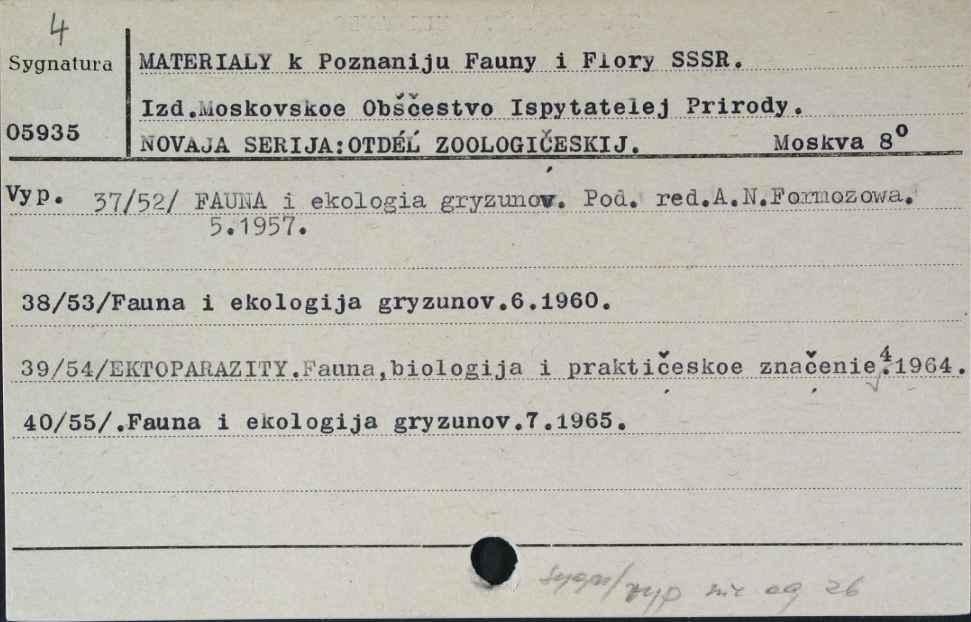 4
Sygnatura
MATERIALY k Poznaniju Fauny i Flory SSSR.
Izd.Moskovskoe Obščestvo Ispytatelej Prirody.
05935
NOVAJA SERIJA:OTDĚL ZOOLOGIČESKIJ. Moskva 8⁰
Vyp. 37/52/ FAUNA i ekologia gryzunov. Pod. red.A.N.Formozowa.
5.1957.
38/53/Fauna i ekologija gryzunov.6.1960.
39/54/EKTOPARAZITY.Fauna,biologija i praktičeskoe značenie.4.1964.
40/55/.Fauna i ekologija gryzunov.7.1965.